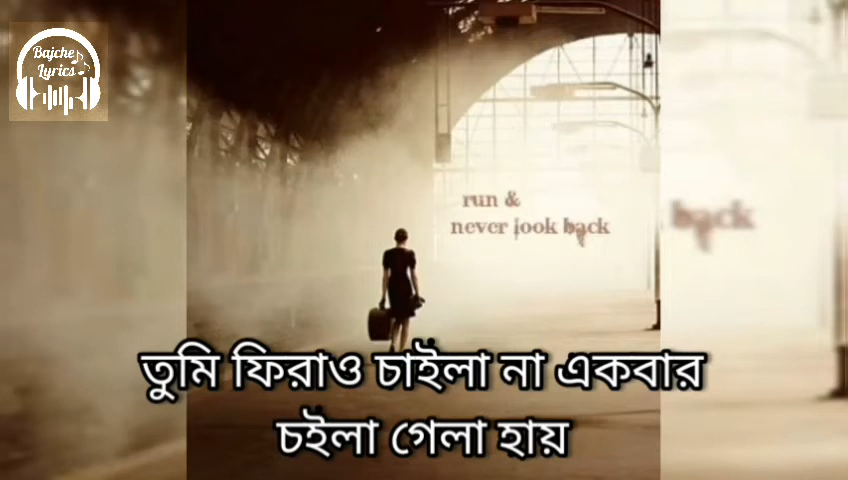 Bajche
Lyrics
run &
never look back
back
তুমি ফিরাও চাইলা না একবার
চইলা গেলা হায়